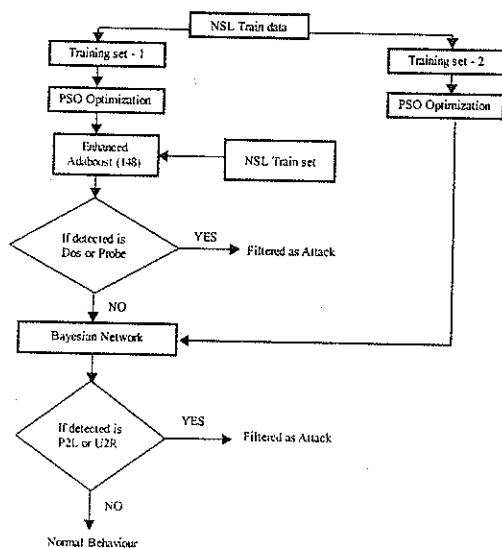 NSL Train data
Training set - 1
Training set - 2
PSO Optimization
PSO Optimization
Enhanced
Adaboost (148)
NSL Train set
If detected is
Dos or Probe
YES
Filtered as Attack
NO
Bayesian Network
If detected is
P2L or U2R
YES
Filtered as Attack
NO
Normal Behaviour